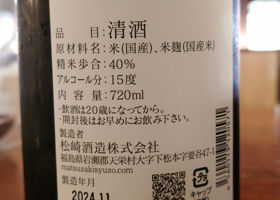 品 目：清酒
原材料名：米(国産)、米麹(国産米)
精米歩合：40%
アルコール分：15度
内 容 量：720ml
・飲酒は20歳になってから。
・開封後はお早めにお飲み下さい。
製造者
松崎酒造株式会社
福島県岩瀬郡天栄村大字下松本字要谷47-1
matsuzakisyuzo.com
製造年月
2024.11
キャップ